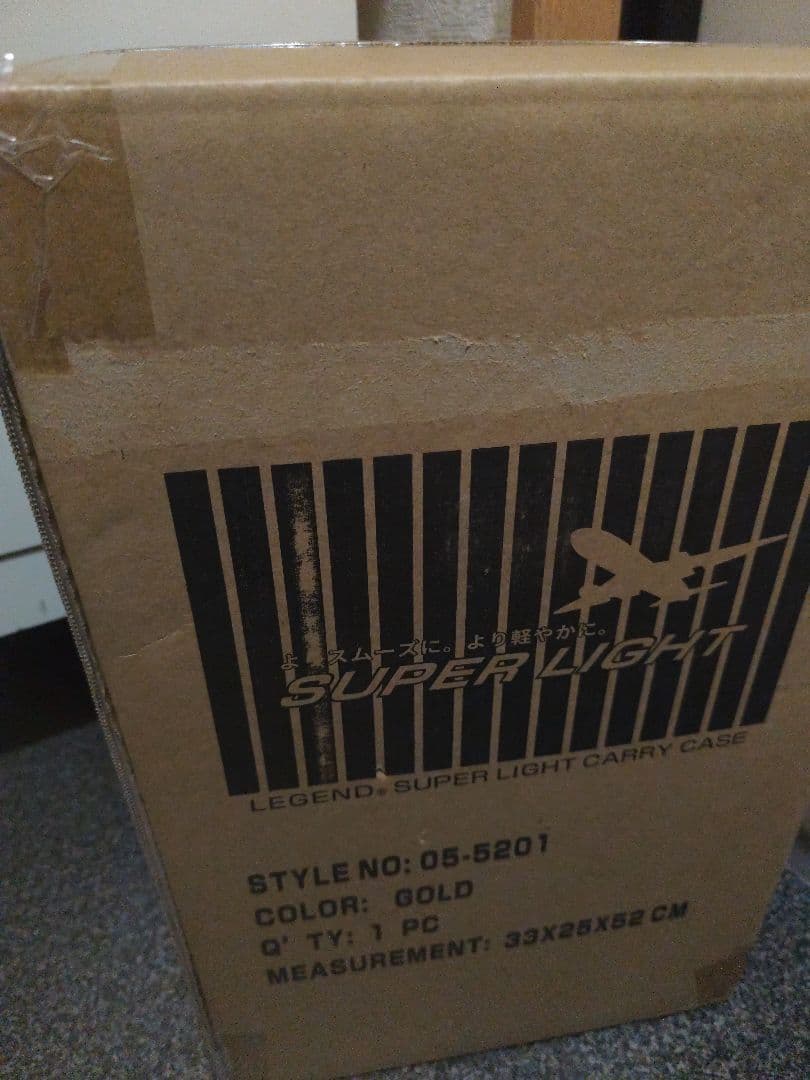 よ スムーズに。より軽やかに。
SUPER LIGHT
LEGEND® SUPER LIGHT CARRY CASE
STYLE NO: 05-5201
COLOR: GOLD
Q' TY: 1 PC
MEASUREMENT: 33X25X52 CM